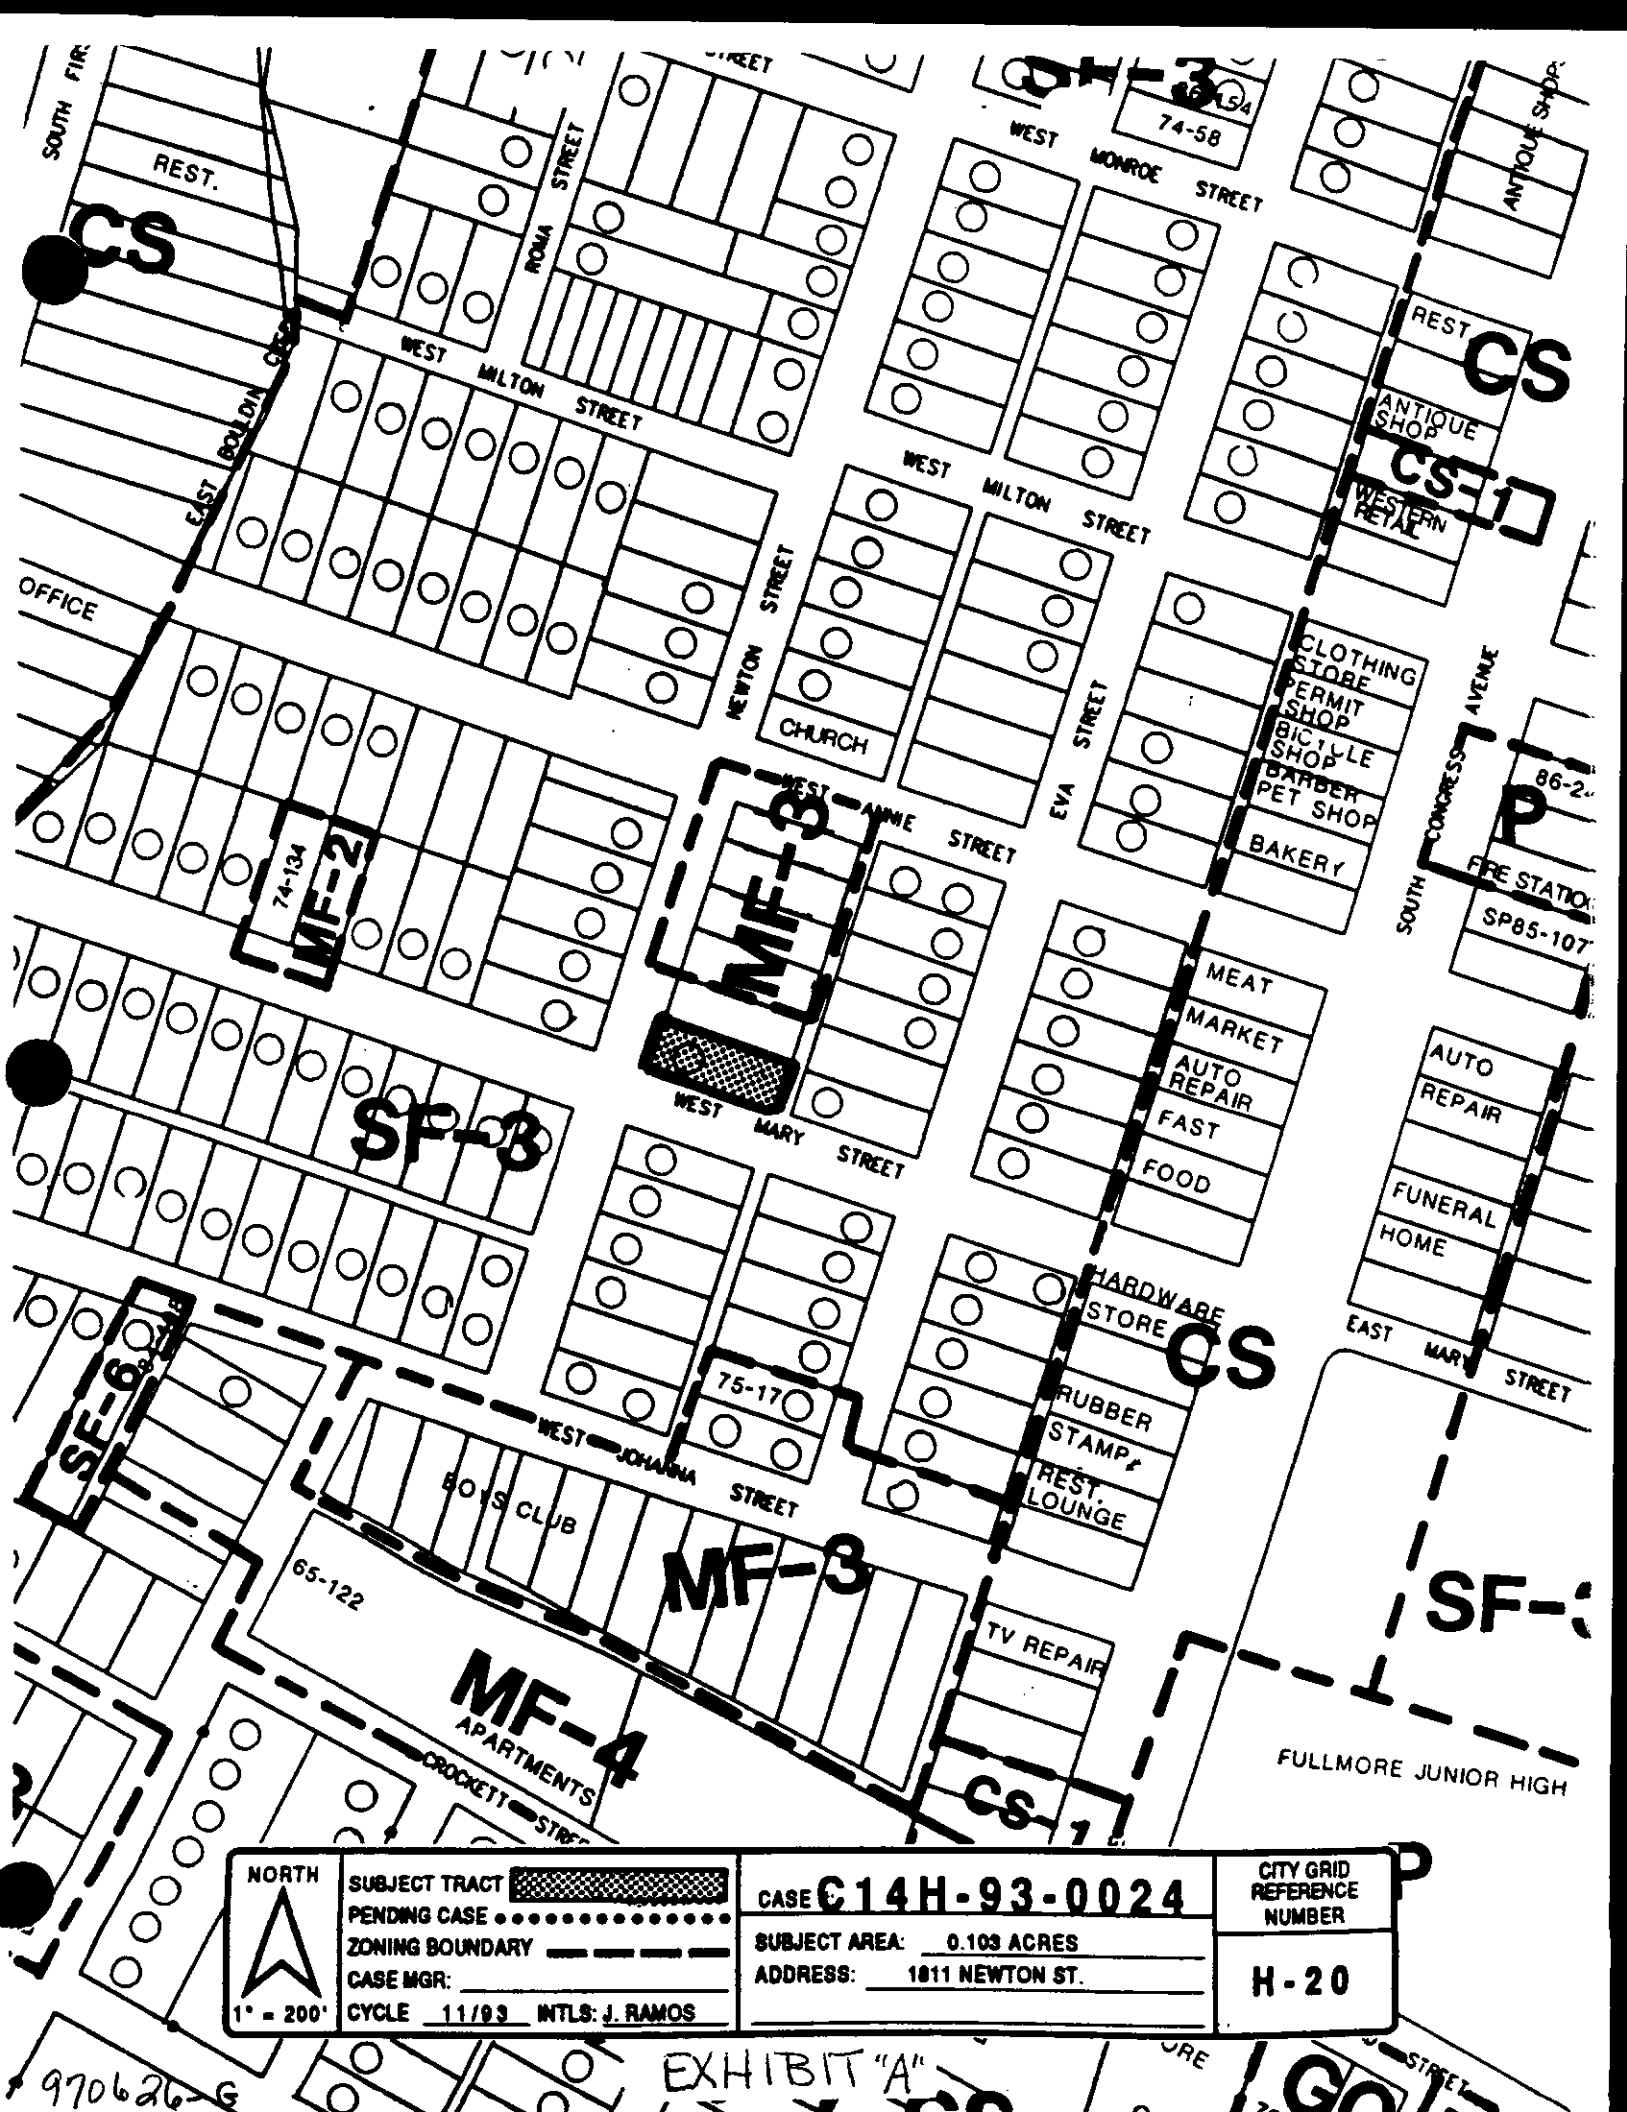 STREET
SF-3
SOUTH
86-154
74-58
ANTIQUE SHOP
WEST MONROE STREET
REST.
ROMA STREET
CS
REST
CS
WEST MILTON STREET
EAST BOULDIN
ANTIQUE
SHOP
CS-1
WESTERN
RETAIL
WEST MILTON STREET
OFFICE
NEWTON STREET
CLOTHING
STORE
PERMIT
SHOP
BICYCLE
SHOP
BARBER
PET SHOP
BAKERY
SOUTH CONGRESS AVENUE
EVA STREET
CHURCH
P
FIRE STATION
SP85-107
WEST ANNIE STREET
MF-3
74-134
MF-2
MEAT
MARKET
AUTO
REPAIR
FAST
FOOD
AUTO
REPAIR
FUNERAL
HOME
WEST MARY STREET
SF-3
EAST MARY STREET
HARDWARE
STORE
CS
SF-6
75-17
RUBBER
STAMP
REST.
LOUNGE
WEST JOHANNA STREET
BOYS CLUB
MF-3
65-122
SF-3
TV REPAIR
MF-4
APARTMENTS
CROCKETT STREET
FULLMORE JUNIOR HIGH
CS-1
P
NORTH
1" = 200'
SUBJECT TRACT
PENDING CASE
ZONING BOUNDARY
CASE MGR:
CYCLE 11/93 INTLS: J. RAMOS
CASE #: C14H-93-0024
SUBJECT AREA: 0.103 ACRES
ADDRESS: 1811 NEWTON ST.
CITY GRID
REFERENCE
NUMBER
H-20
STREET
GO
970626-G
EXHIBIT "A"